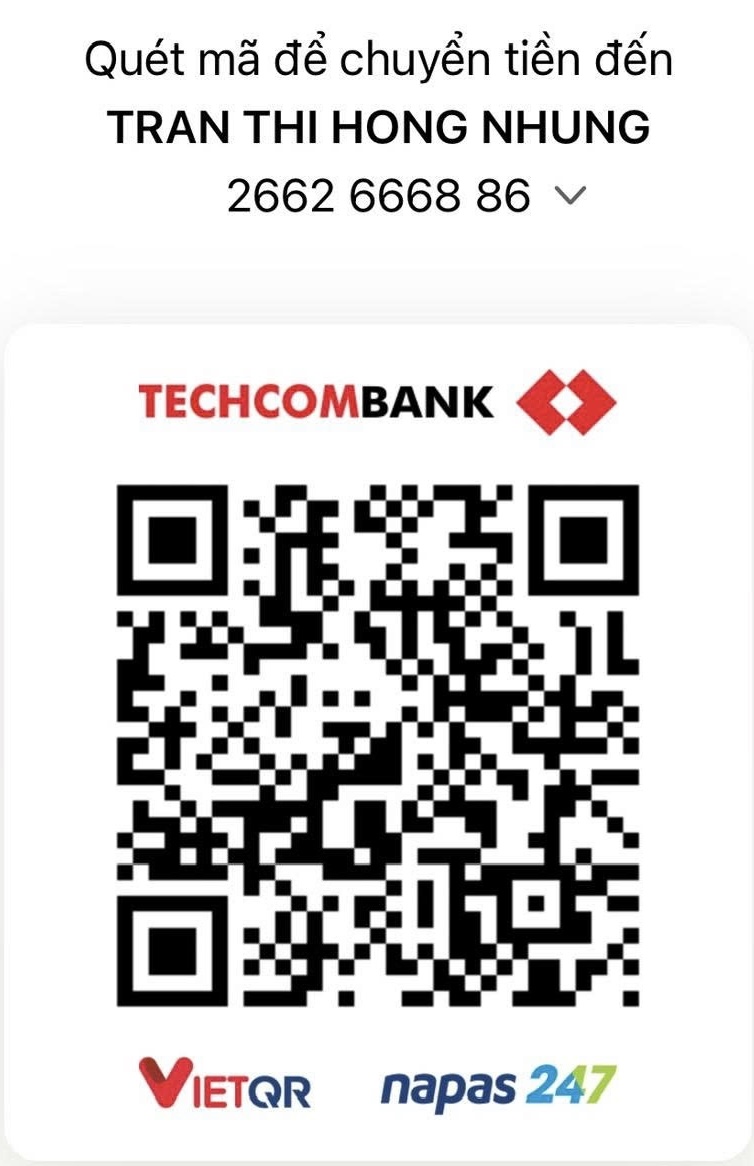 Quét mã để chuyển tiền đến
TRAN THI HONG NHUNG
2662 6668 86
TECHCOMBANK
VIETQR
napas 247